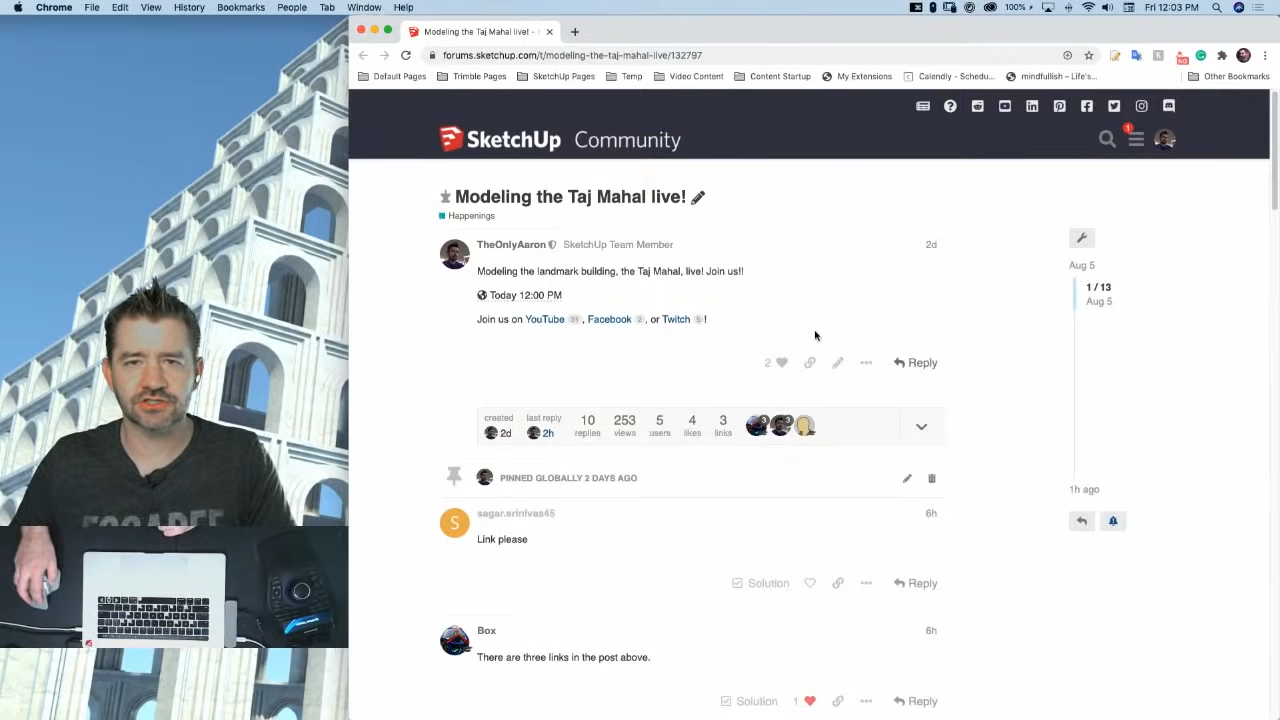 Chrome File Edit View History Bookmarks People Tab Window Help
100% Fri 12:03 PM
Modeling the Taj Mahal live! -
forums.sketchup.com/t/modeling-the-taj-mahal-live/132797
Default Pages Trimble Pages SketchUp Pages Temp Video Content Content Startup My Extensions Calendly - Schedu... mindfullish – Life's... Other Bookmarks
SketchUp Community
1
Modeling the Taj Mahal live!
Happenings
TheOnlyAaron SketchUp Team Member 2d
Modeling the landmark building, the Taj Mahal, live! Join us!!
Today 12:00 PM
Join us on YouTube 31, Facebook 2, or Twitch 5!
2 Reply
Aug 5
1 / 13
Aug 5
1h ago
created last reply 10 253 5 4 3
2d 2h replies views users likes links
PINNED GLOBALLY 2 DAYS AGO
sagar.srinivas45 6h
Link please
Solution Reply
Box 6h
There are three links in the post above.
Solution 1 Reply